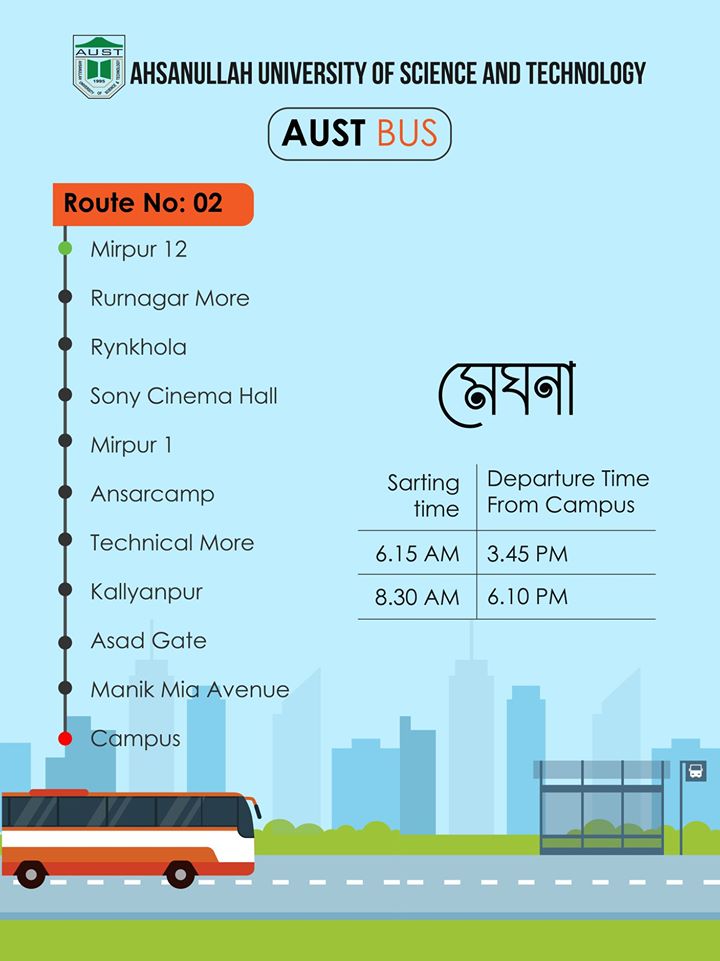 AUST
1995
AHSANULLAH UNIVERSITY OF SCIENCE AND TECHNOLOGY
AUST BUS
Route No: 02
Mirpur 12
Rurnagar More
Rynkhola
Sony Cinema Hall
Mirpur 1
Ansarcamp
Technical More
Kallyanpur
Asad Gate
Manik Mia Avenue
Campus
মেঘনা
Sarting time
Departure Time From Campus
6.15 AM 3.45 PM
8.30 AM 6.10 PM